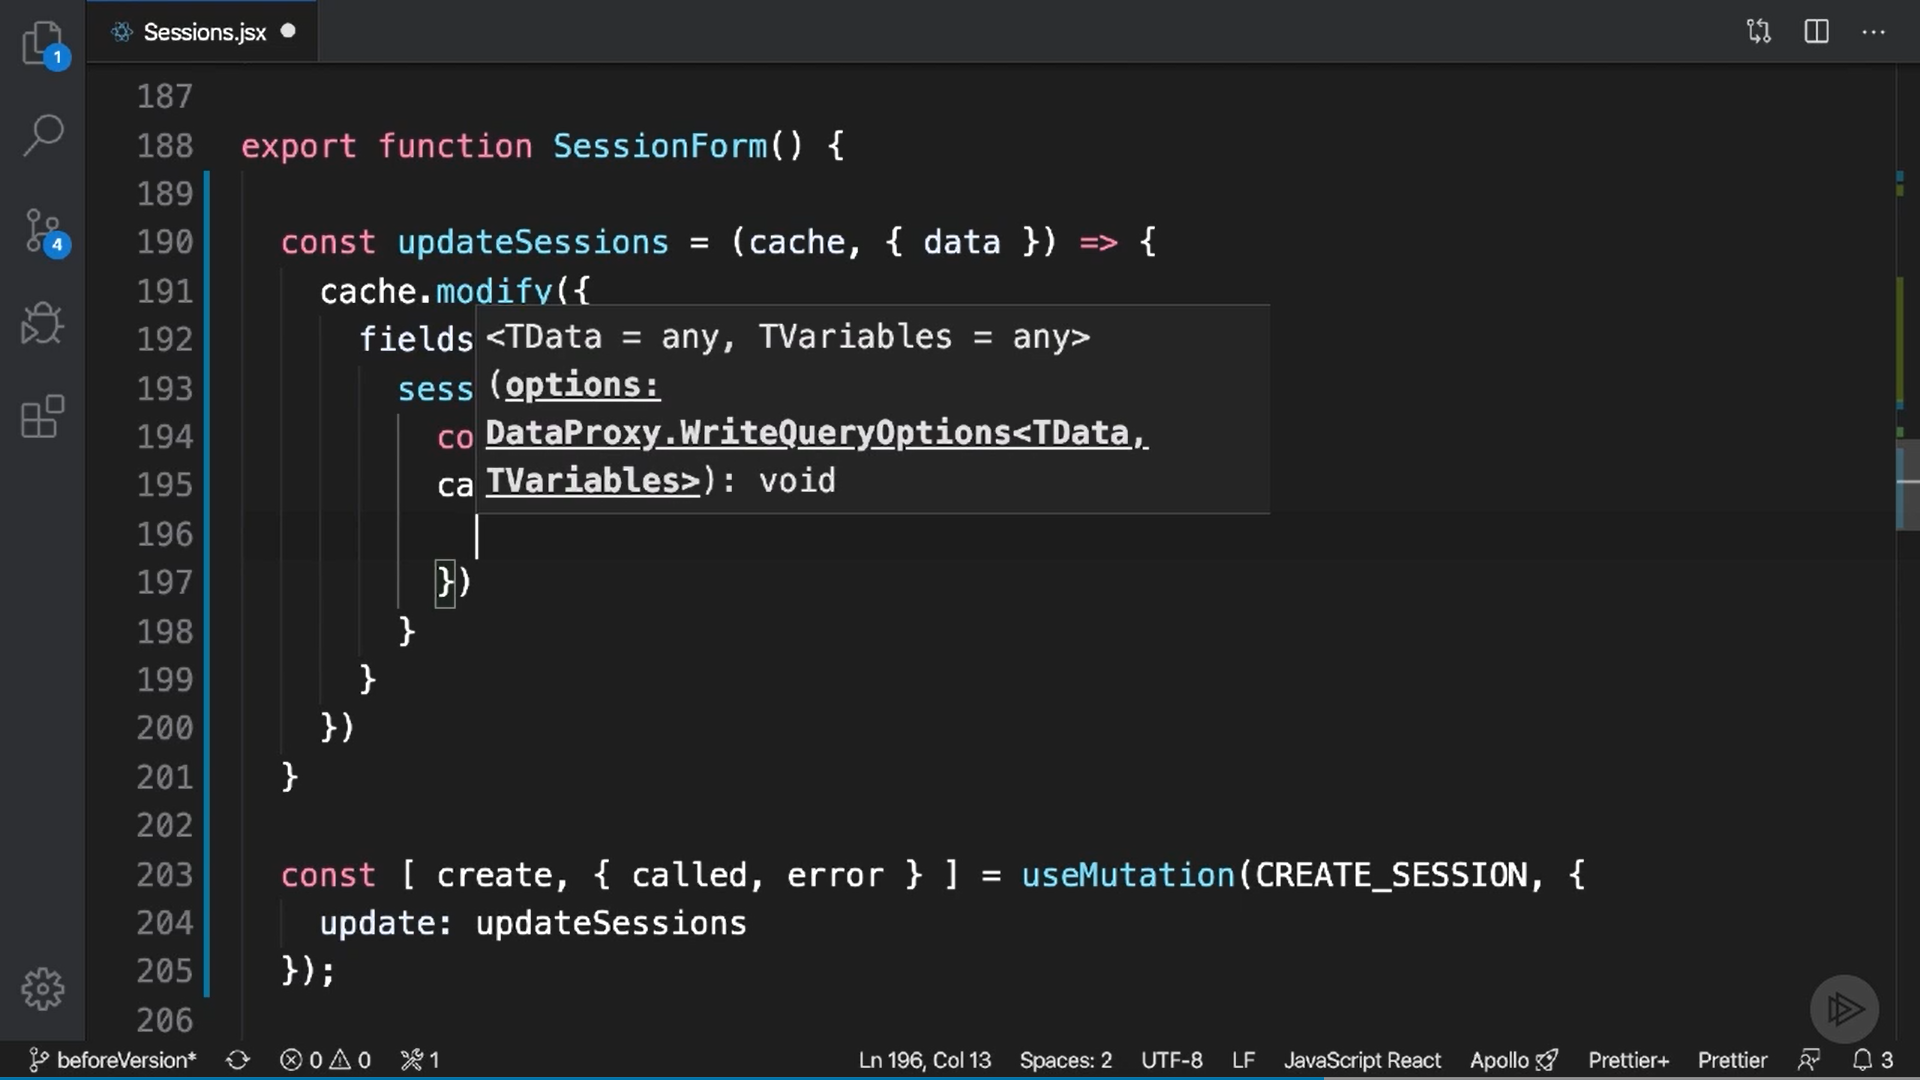 Sessions.jsx
1
4
187
188 export function SessionForm() {
189
190 const updateSessions = (cache, { data }) => {
191 cache.modify({
192 fields
193 sess
194 co
195 ca
<TData = any, TVariables = any>
(options:
DataProxy.WriteQueryOptions<TData,
TVariables>): void
196
197 })
198 }
199 }
200 })
201 }
202
203 const [ create, { called, error } ] = useMutation(CREATE_SESSION, {
204 update: updateSessions
205 });
206
beforeVersion* 0 0 1 Ln 196, Col 13 Spaces: 2 UTF-8 LF JavaScript React Apollo Prettier+ Prettier 3